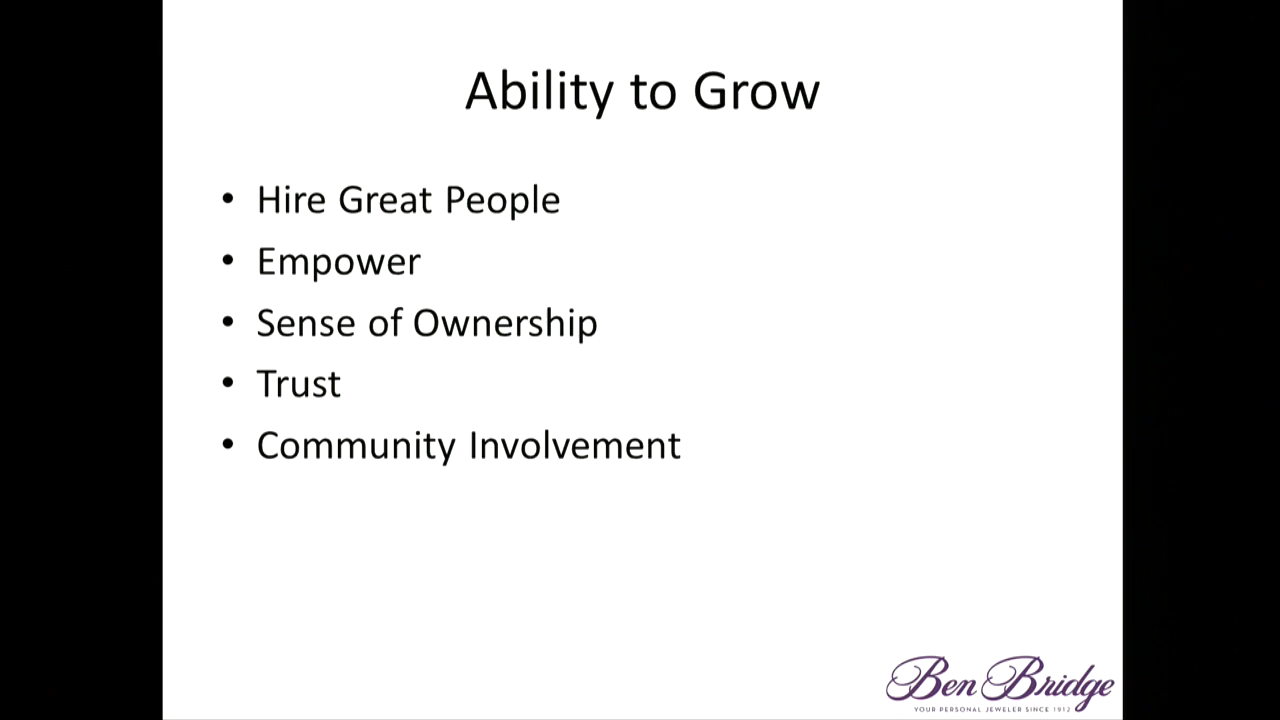 Ability to Grow
• Hire Great People
• Empower
• Sense of Ownership
• Trust
• Community Involvement
Ben Bridge
YOUR PERSONAL JEWELER SINCE 1912